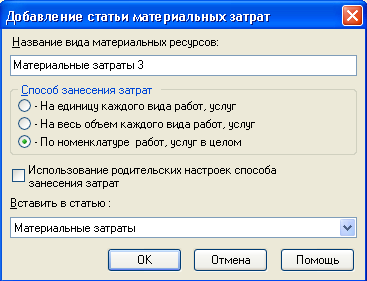 Добавление статьи материальных затрат
Название вида материальных ресурсов:
Материальные затраты 3
Способ занесения затрат
- На единицу каждого вида работ, услуг
- На весь объем каждого вида работ, услуг
- По номенклатуре работ, услуг в целом
Использование родительских настроек способа
занесения затрат
Вставить в статью :
Материальные затраты
OK Отмена Помощь